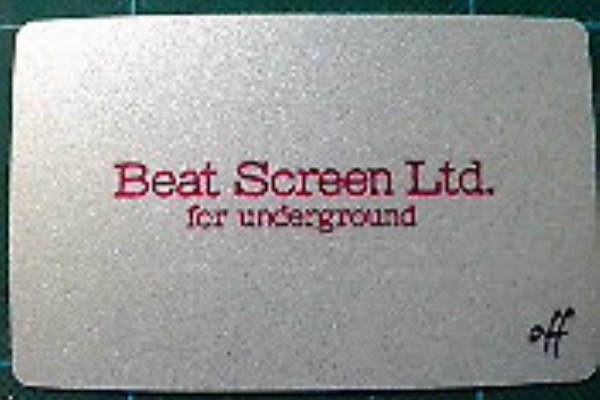 Beat Screen Ltd.
for underground
off